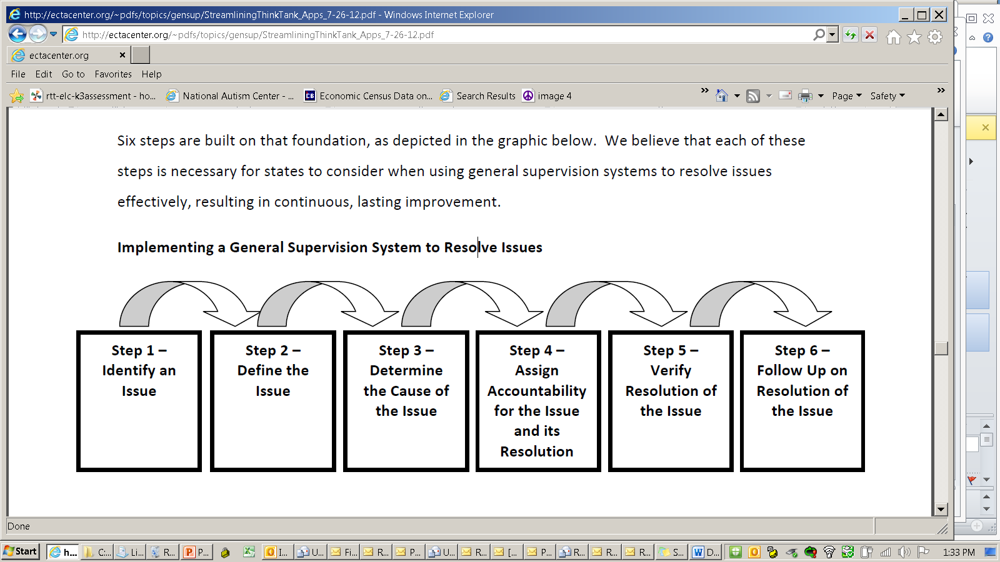 http://ectacenter.org/~pdfs/topics/gensup/StreamliningThinkTank_Apps_7-26-12.pdf - Windows Internet Explorer
http://ectacenter.org/~pdfs/topics/gensup/StreamliningThinkTank_Apps_7-26-12.pdf
ectacenter.org
File Edit Go to Favorites Help
rtt-elc-k3assessment - ho... National Autism Center - ... CB Economic Census Data on... Search Results image 4 Page Safety
Six steps are built on that foundation, as depicted in the graphic below. We believe that each of these
steps is necessary for states to consider when using general supervision systems to resolve issues
effectively, resulting in continuous, lasting improvement.
Implementing a General Supervision System to Resolve Issues
Step 1 –
Identify an
Issue
Step 2 –
Define the
Issue
Step 3 –
Determine
the Cause of
the Issue
Step 4 –
Assign
Accountability
for the Issue
and its
Resolution
Step 5 –
Verify
Resolution of
the Issue
Step 6 –
Follow Up on
Resolution of
the Issue
Done
Start h... C... Li... R... P... I... U... Fi... R... P... U... R... [... P... R... R... R... S... D... 1:33 PM